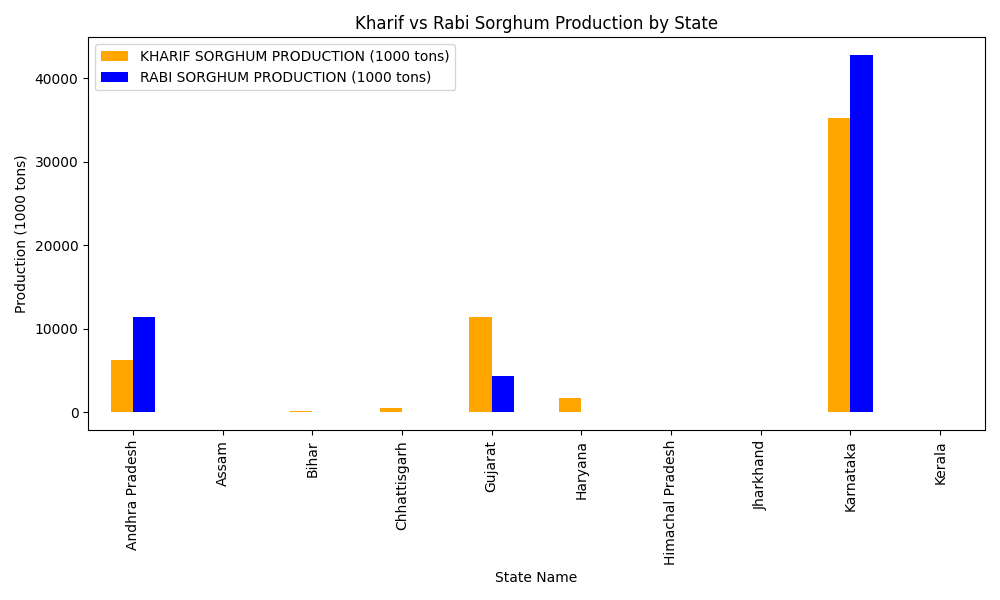 Kharif vs Rabi Sorghum Production by State
KHARIF SORGHUM PRODUCTION (1000 tons)
RABI SORGHUM PRODUCTION (1000 tons)
Production (1000 tons)
40000
30000
20000
10000
0
Andhra Pradesh
Assam
Bihar
Chhattisgarh
Gujarat
Haryana
Himachal Pradesh
Jharkhand
Karnataka
Kerala
State Name